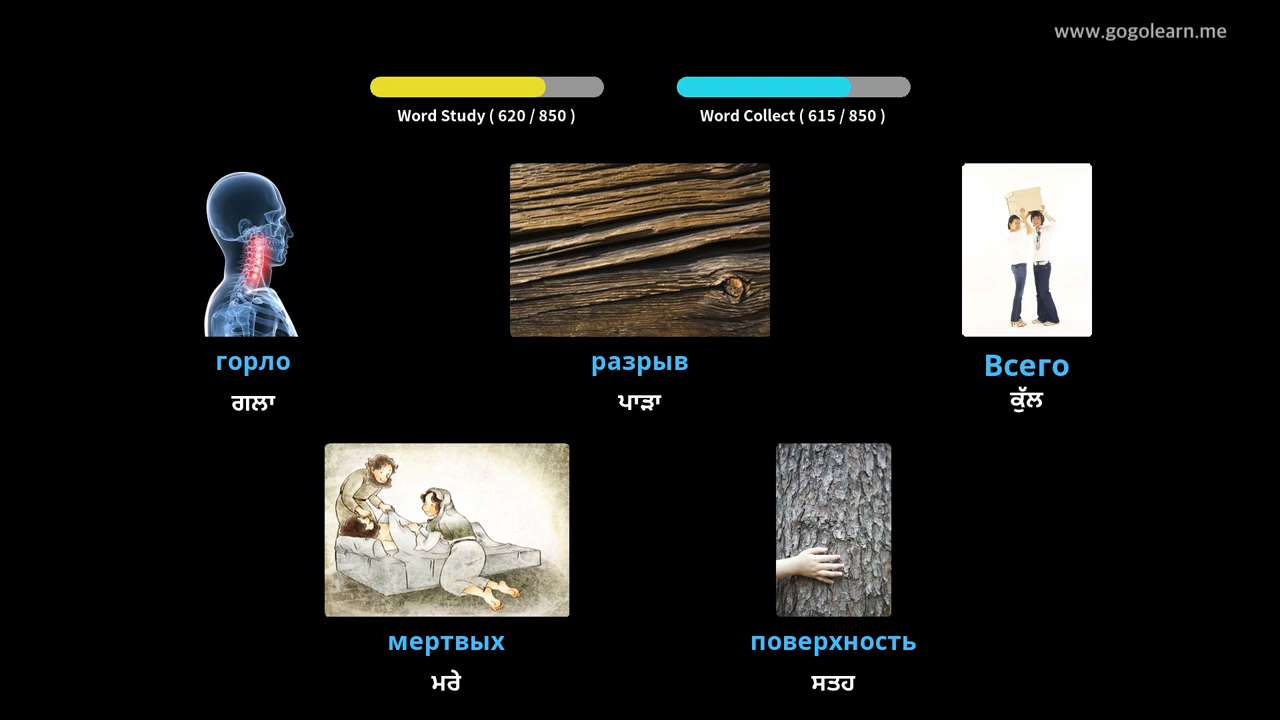 www.gogolearn.me
Word Study ( 620 / 850 )
Word Collect ( 615 / 850 )
горло
разрыв
Всего
ਗਲਾ
ਪਾੜਾ
ਕੁੱਲ
мертвых
поверхность
ਮਰੇ
ਸਤਹ